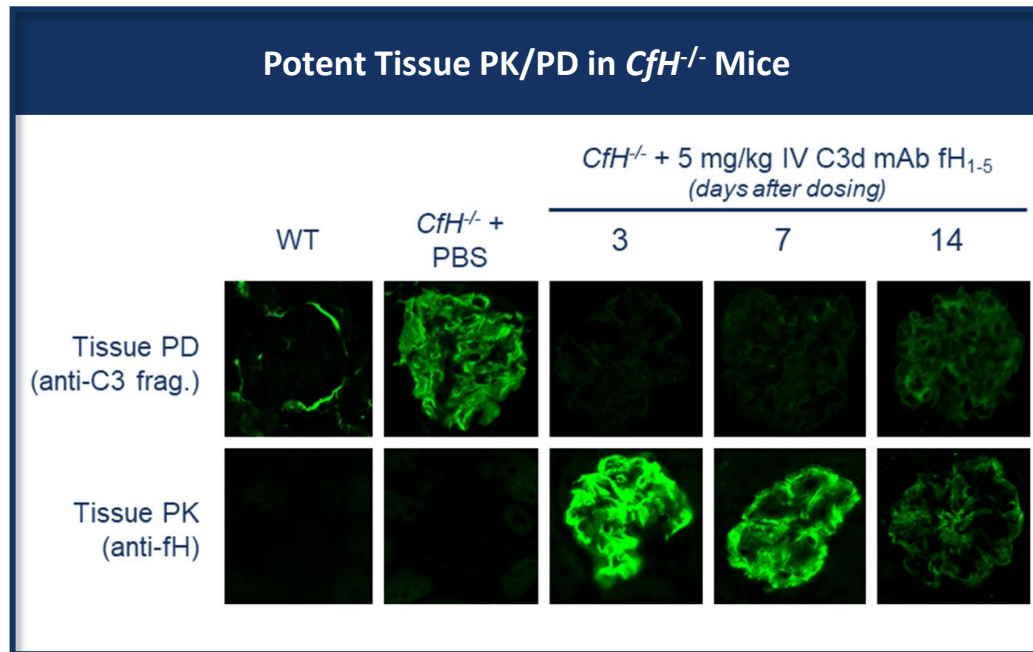 Potent Tissue PK/PD in CfH-/- Mice
CfH-/- + 5 mg/kg IV C3d mAb fH1-5
(days after dosing)
WT
CfH-/- +
PBS
3
7
14
Tissue PD
(anti-C3 frag.)
Tissue PK
(anti-fH)